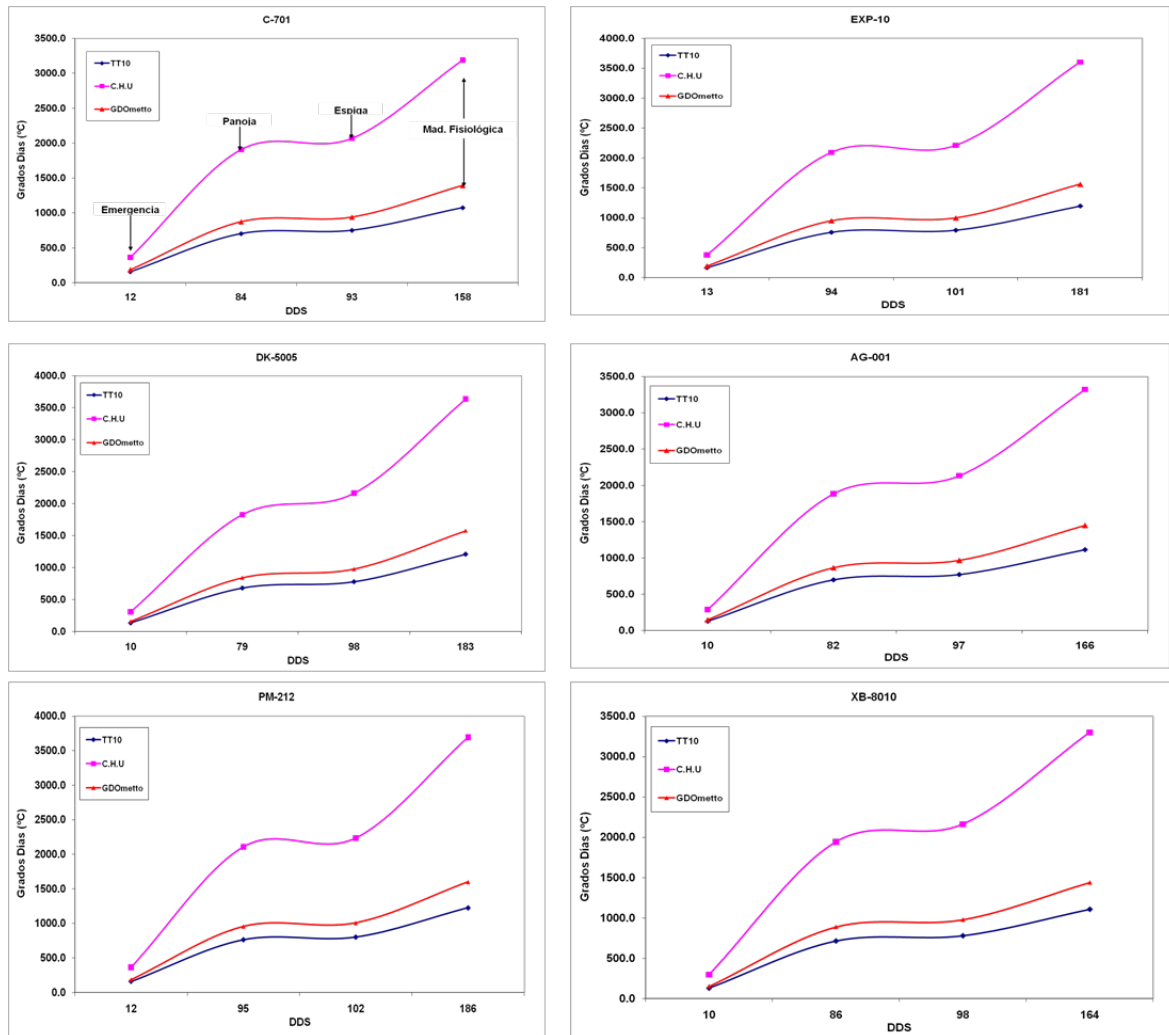 C-701
3500.0
3000.0
2500.0
2000.0
1500.0
1000.0
500.0
0.0
Grados Dias (ºC)
TT10
C.H.U
GDOmetto
Emergencia
Panoja
Espiga
Mad. Fisiológica
12 84 93 158
DDS
EXP-10
4000.0
3500.0
3000.0
2500.0
2000.0
1500.0
1000.0
500.0
0.0
Grados Dias (ºC)
TT10
C.H.U
GDOmetto
13 94 101 181
DDS
DK-5005
4000.0
3500.0
3000.0
2500.0
2000.0
1500.0
1000.0
500.0
0.0
Grados Dias (ºC)
TT10
C.H.U
GDOmetto
10 79 98 183
DDS
AG-001
3500.0
3000.0
2500.0
2000.0
1500.0
1000.0
500.0
0.0
Grados Dias (ºC)
TT10
C.H.U
GDOmetto
10 82 97 166
DDS
PM-212
4000.0
3500.0
3000.0
2500.0
2000.0
1500.0
1000.0
500.0
0.0
Grados Dias (ºC)
TT10
C.H.U
GDOmetto
12 95 102 186
DDS
XB-8010
3500.0
3000.0
2500.0
2000.0
1500.0
1000.0
500.0
0.0
Grados Dias (ºC)
TT10
C.H.U
GDOmetto
10 86 98 164
DDS